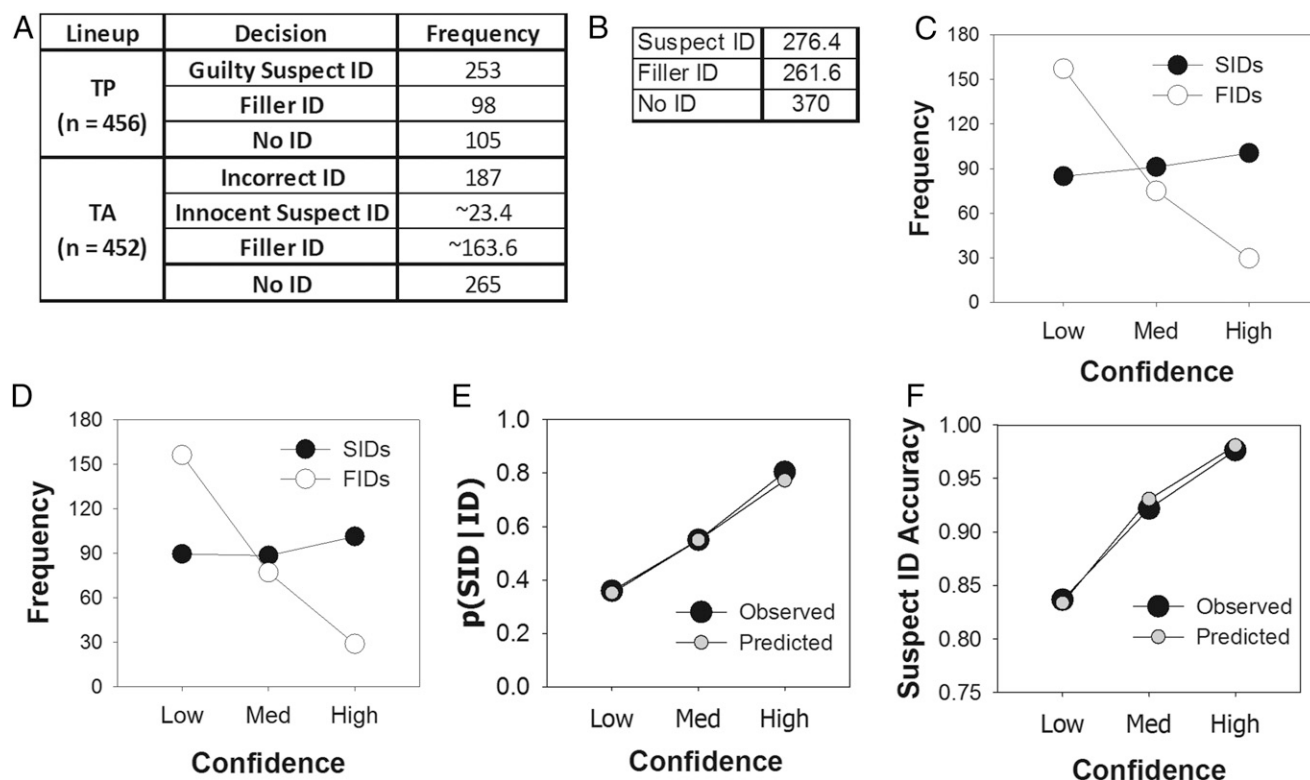 A
Lineup Decision Frequency
TP
(n = 456)
Guilty Suspect ID 253
Filler ID 98
No ID 105
TA
(n = 452)
Incorrect ID 187
Innocent Suspect ID ~23.4
Filler ID ~163.6
No ID 265
B
Suspect ID 276.4
Filler ID 261.6
No ID 370
C
Frequency
180
150
120
90
60
30
0
SIDs
FIDs
Low Med High
Confidence
D
Frequency
180
150
120
90
60
30
0
SIDs
FIDs
Low Med High
Confidence
E
p(SID|ID)
1.0
0.8
0.6
0.4
0.2
0.0
Observed
Predicted
Low Med High
Confidence
F
Suspect ID Accuracy
1.00
0.95
0.90
0.85
0.80
0.75
Observed
Predicted
Low Med High
Confidence